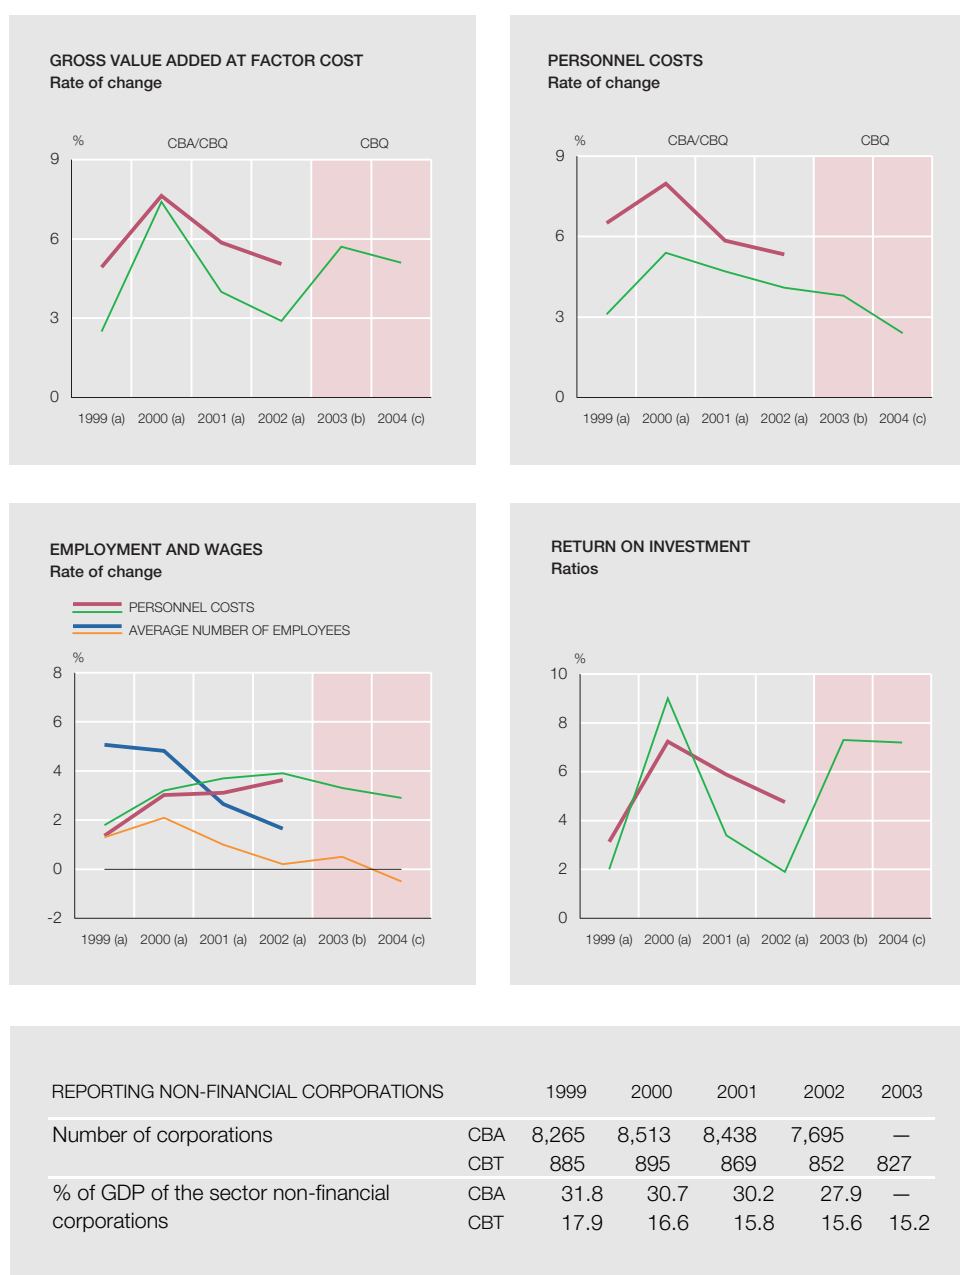 GROSS VALUE ADDED AT FACTOR COST
Rate of change
%
CBA/CBQ CBQ
9
6
3
0
1999 (a) 2000 (a) 2001 (a) 2002 (a) 2003 (b) 2004 (c)
PERSONNEL COSTS
Rate of change
%
CBA/CBQ CBQ
9
6
3
0
1999 (a) 2000 (a) 2001 (a) 2002 (a) 2003 (b) 2004 (c)
EMPLOYMENT AND WAGES
Rate of change
PERSONNEL COSTS
AVERAGE NUMBER OF EMPLOYEES
%
8
6
4
2
0
-2
1999 (a) 2000 (a) 2001 (a) 2002 (a) 2003 (b) 2004 (c)
RETURN ON INVESTMENT
Ratios
%
10
8
6
4
2
0
1999 (a) 2000 (a) 2001 (a) 2002 (a) 2003 (b) 2004 (c)
REPORTING NON-FINANCIAL CORPORATIONS 1999 2000 2001 2002 2003
Number of corporations CBA 8,265 8,513 8,438 7,695 —
CBT 885 895 869 852 827
% of GDP of the sector non-financial CBA 31.8 30.7 30.2 27.9 —
corporations CBT 17.9 16.6 15.8 15.6 15.2